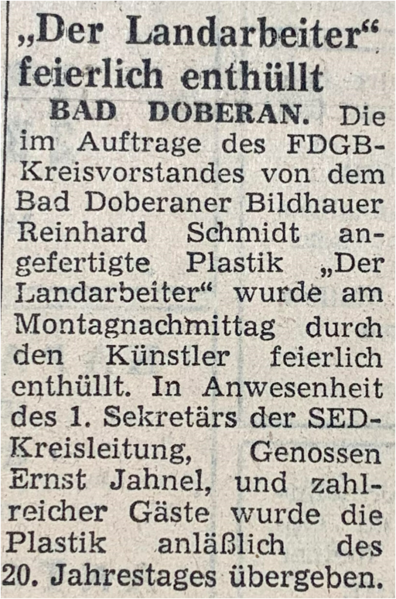 „Der Landarbeiter“
feierlich enthüllt
BAD DOBERAN. Die
im Auftrage des FDGB-
Kreisvorstandes von dem
Bad Doberaner Bildhauer
Reinhard Schmidt an-
gefertigte Plastik „Der
Landarbeiter“ wurde am
Montagnachmittag durch
den Künstler feierlich
enthüllt. In Anwesenheit
des 1. Sekretärs der SED-
Kreisleitung, Genossen
Ernst Jahnel, und zahl-
reicher Gäste wurde die
Plastik anläßlich des
20. Jahrestages übergeben.